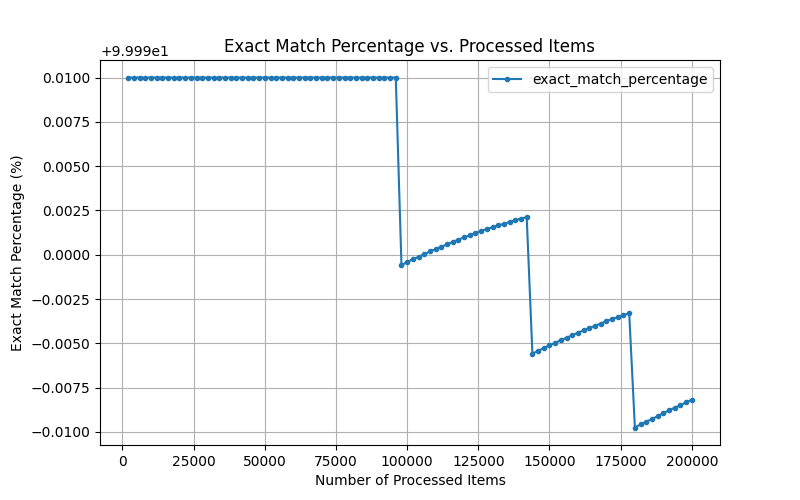 Exact Match Percentage vs. Processed Items
+9.999e1
exact_match_percentage
0.0100
0.0075
0.0050
0.0025
0.0000
−0.0025
−0.0050
−0.0075
−0.0100
Exact Match Percentage (%)
0 25000 50000 75000 100000 125000 150000 175000 200000
Number of Processed Items